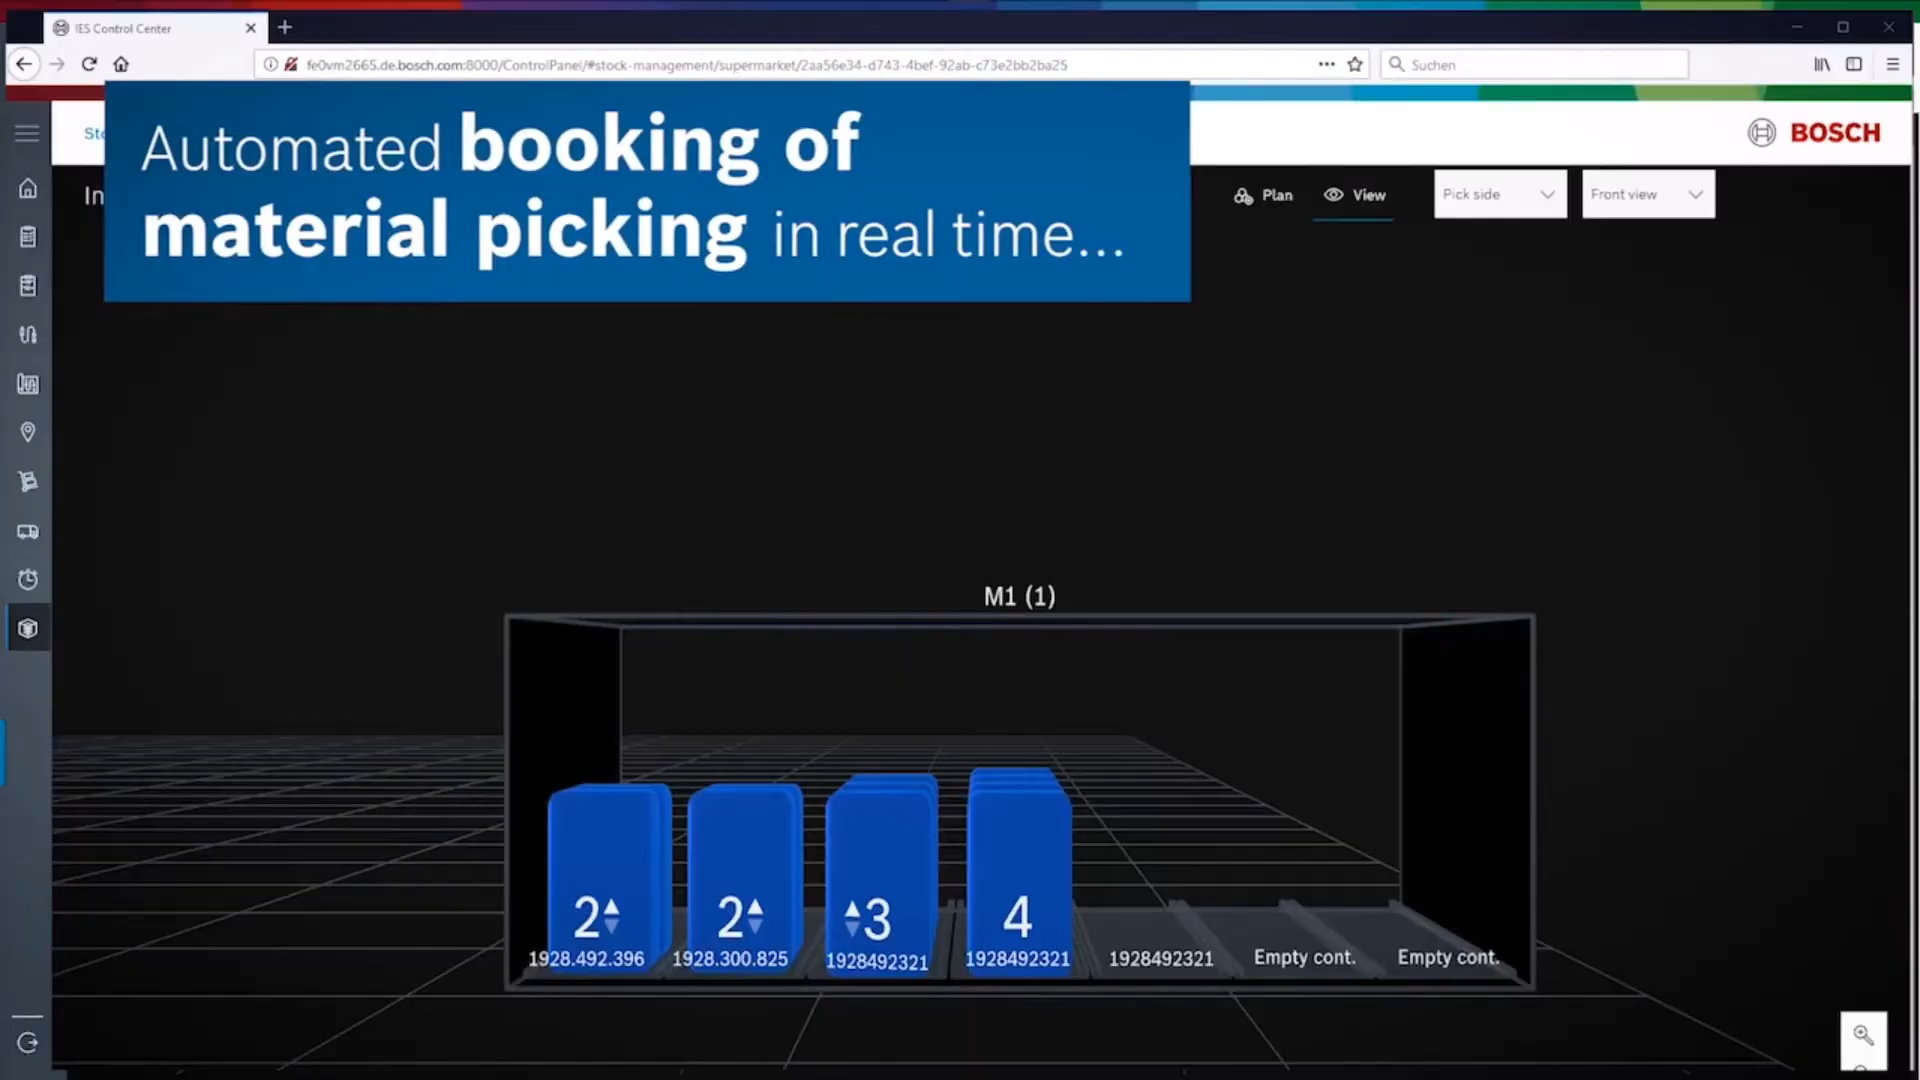 IES Control Center
fe0vm2665.de.bosch.com:8000/ControlPanel/#stock-management/supermarket/2aa56e34-d743-4bef-92ab-c73e2bb2ba25
Suchen
Automated booking of
material picking in real time...
BOSCH
Plan
View
Pick side
Front view
M1 (1)
2
2
3
4
1928.492.396
1928.300.825
1928492321
1928492321
1928492321
Empty cont.
Empty cont.